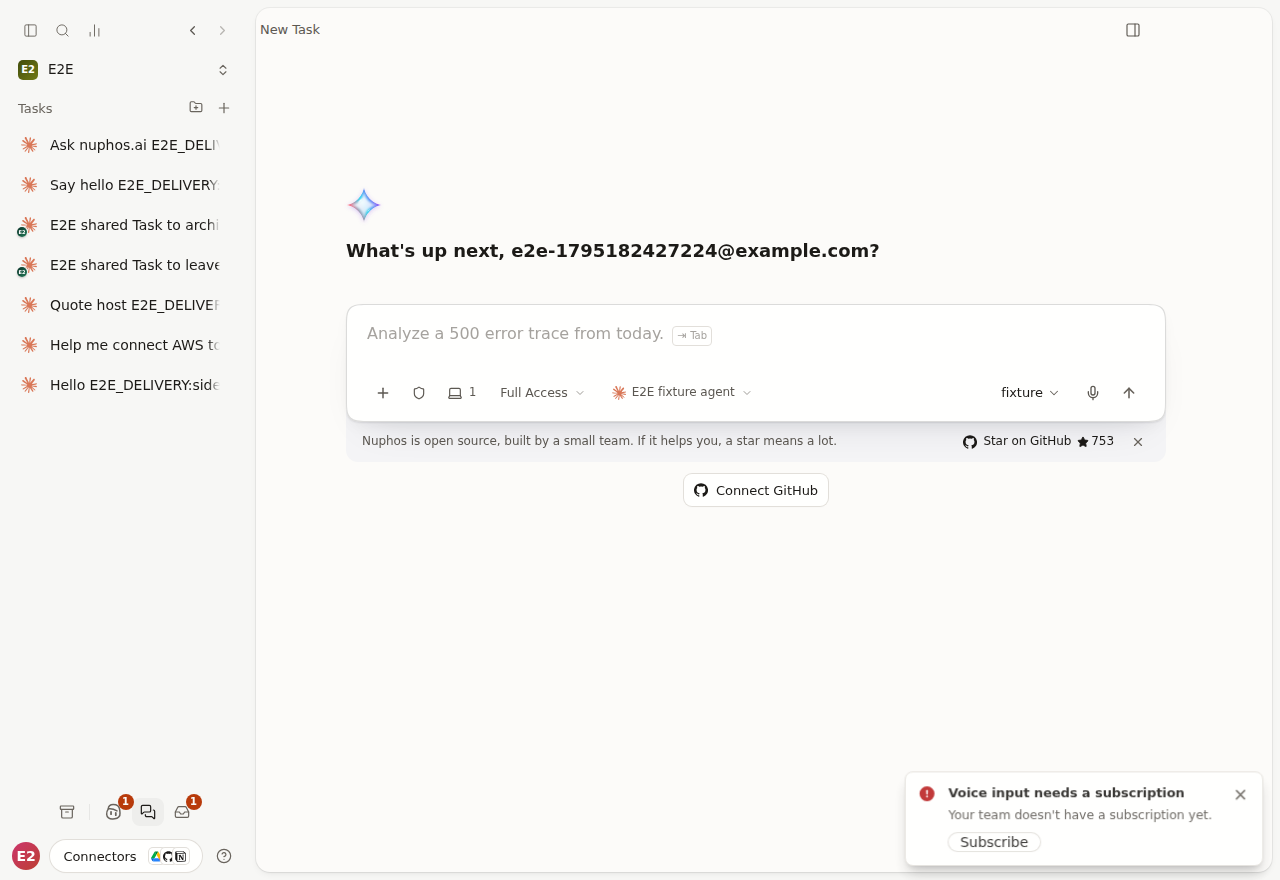 New Task
E2 E2E
Tasks
Ask nuphos.ai E2E_DELIV
Say hello E2E_DELIVERY:
E2E shared Task to archi
E2E shared Task to leave
Quote host E2E_DELIVER
Help me connect AWS to
Hello E2E_DELIVERY:side
What's up next, e2e-1795182427224@example.com?
Analyze a 500 error trace from today. ⇥ Tab
1 Full Access E2E fixture agent fixture
Nuphos is open source, built by a small team. If it helps you, a star means a lot. Star on GitHub ★ 753
Connect GitHub
1 1
E2 Connectors
Voice input needs a subscription
Your team doesn't have a subscription yet.
Subscribe